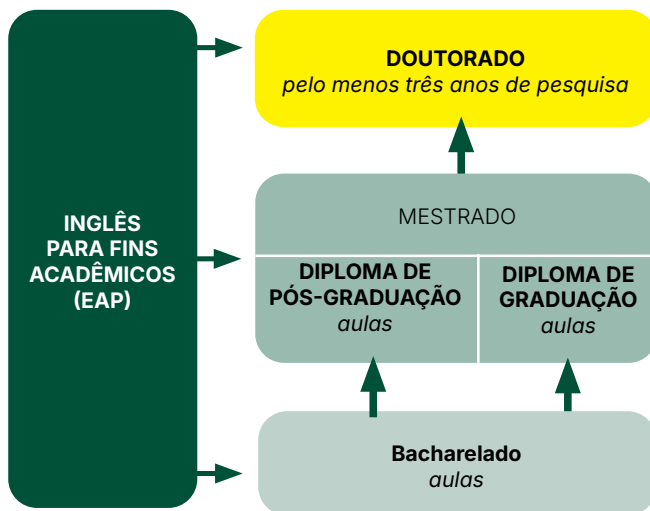 DOUTORADO
pelo menos três anos de pesquisa
INGLÊS
PARA FINS
ACADÊMICOS
(EAP)
MESTRADO
DIPLOMA DE
PÓS-GRADUAÇÃO
aulas
DIPLOMA DE
GRADUAÇÃO
aulas
Bacharelado
aulas